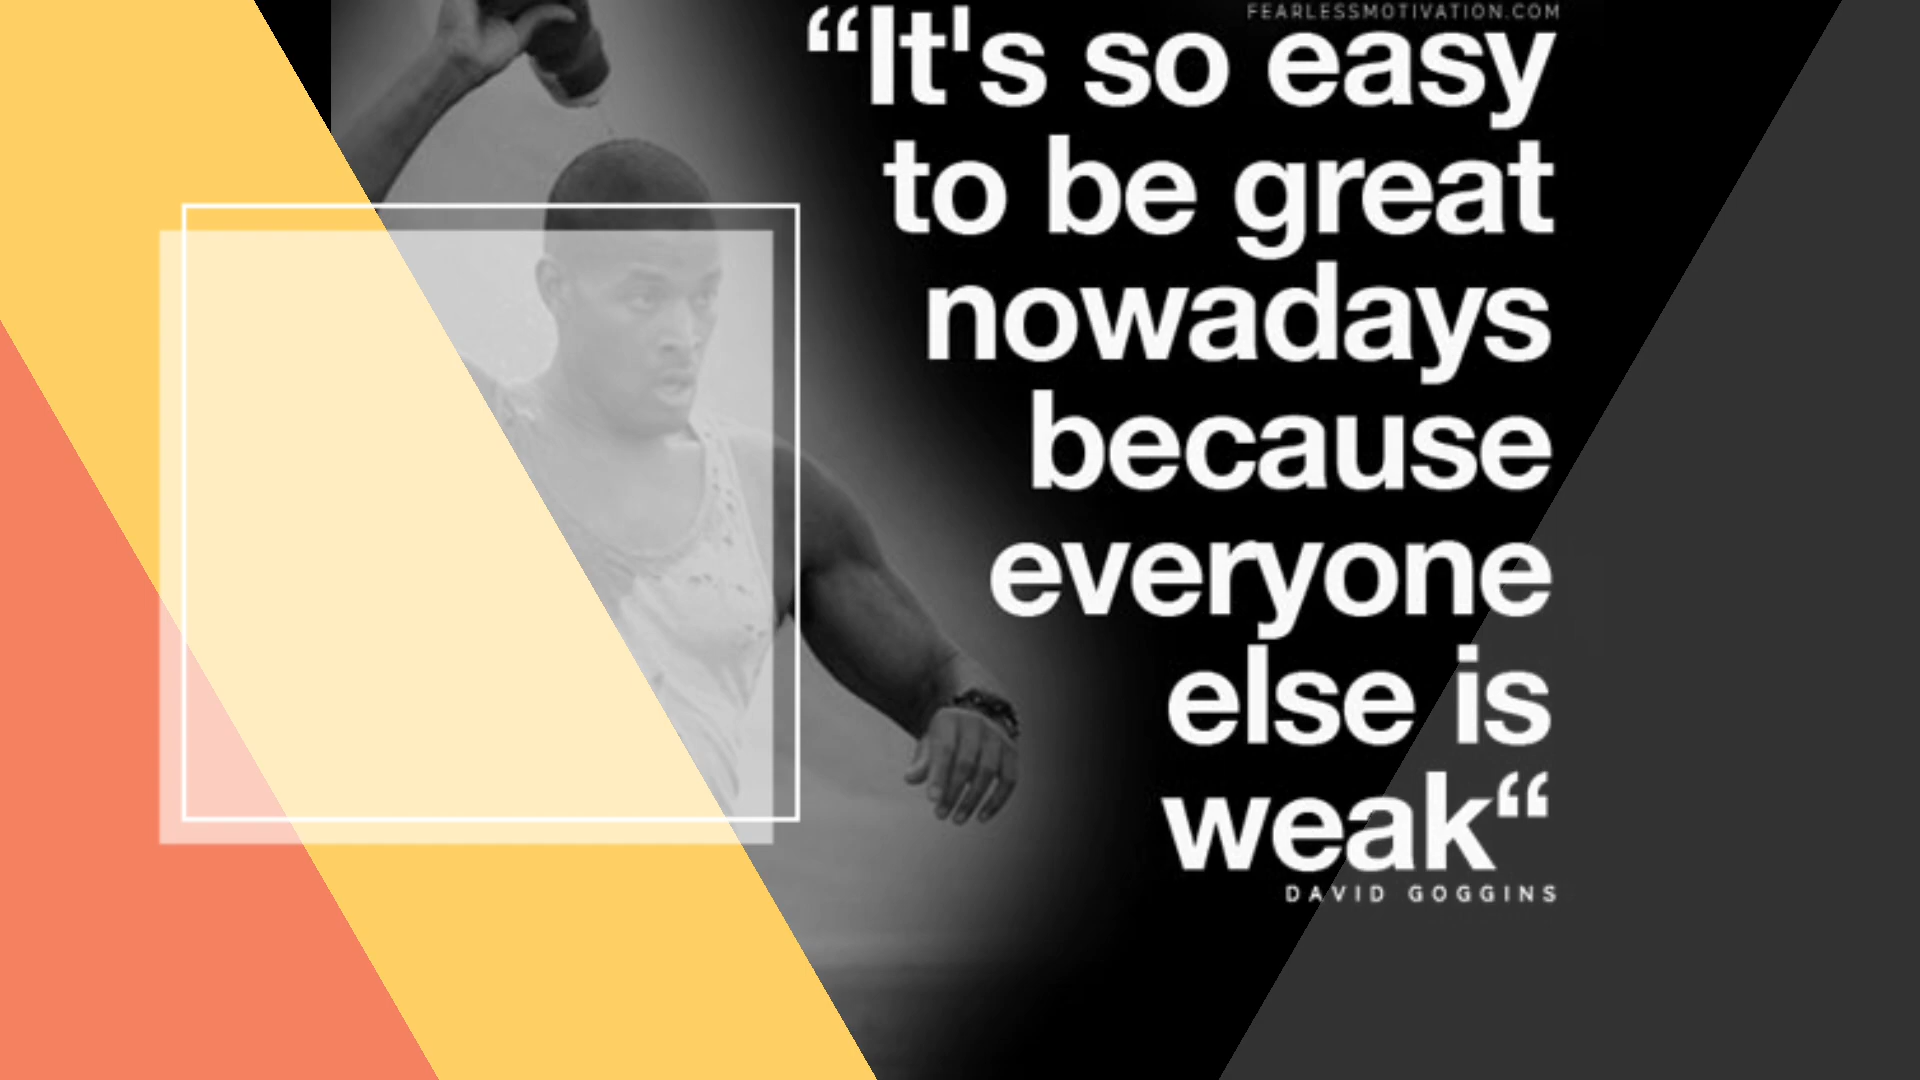 FEARLESSMOTIVATION.COM
“It's so easy
to be great
nowadays
because
everyone
else is
weak“
DAVID GOGGINS